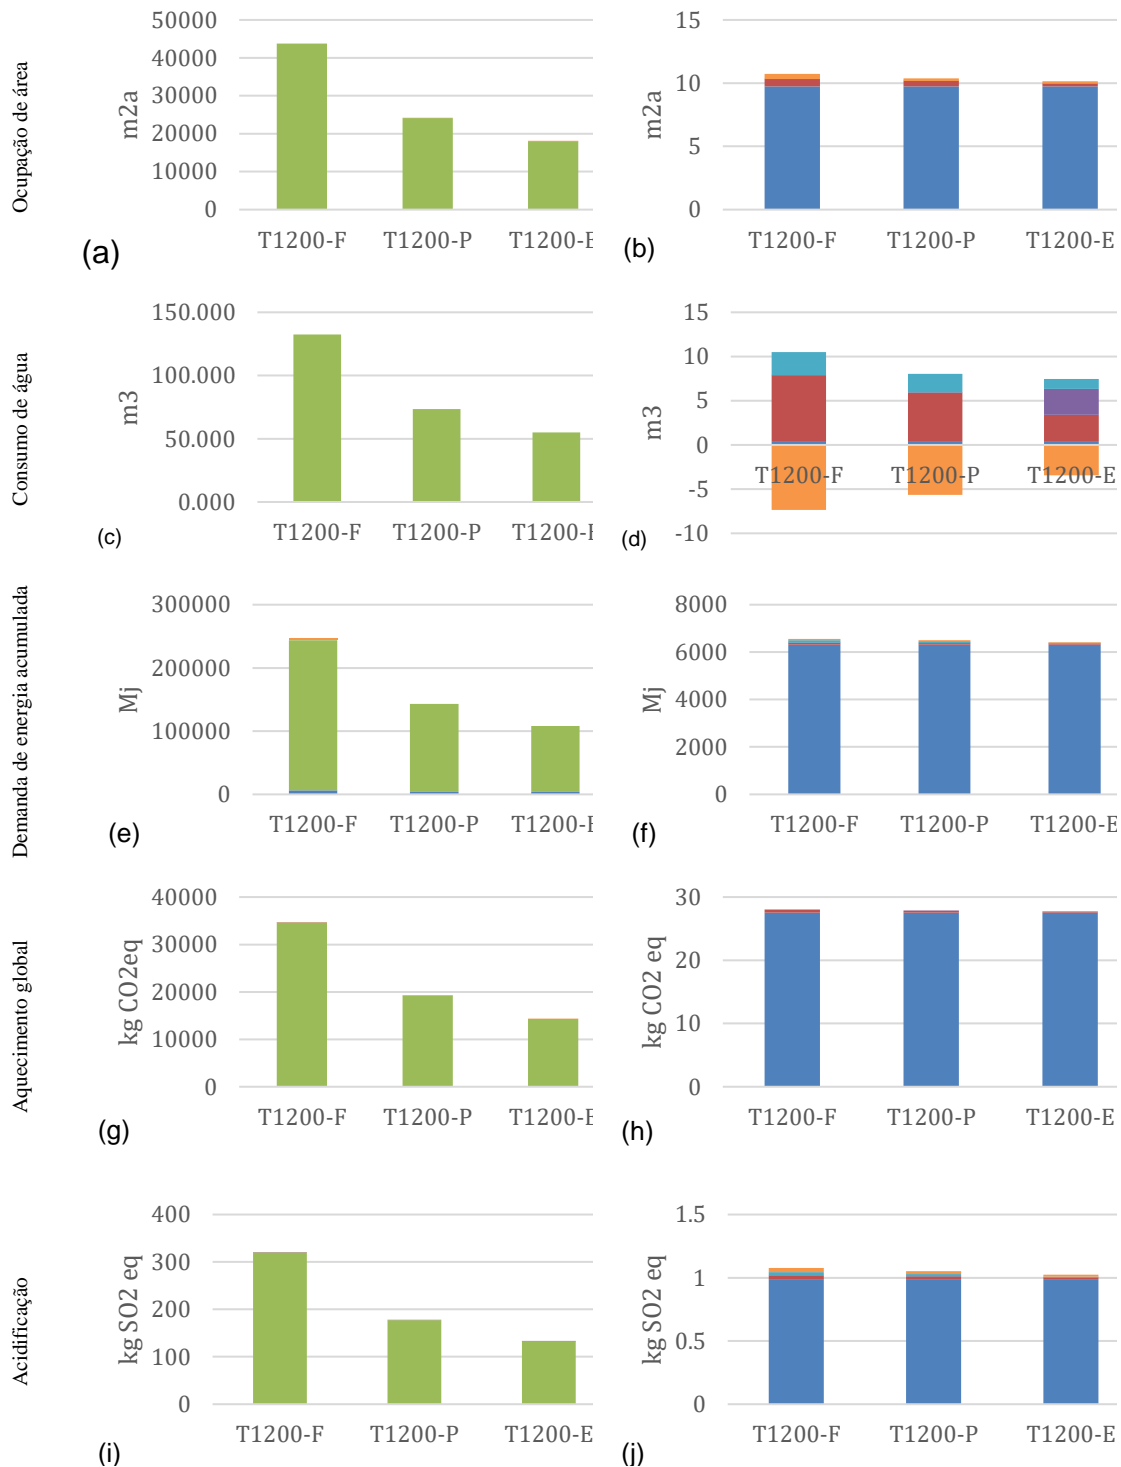 Ocupação de área
m2a
50000
40000
30000
20000
10000
0
T1200-F
T1200-P
T1200-E
(a)
m2a
15
10
5
0
T1200-F
T1200-P
T1200-E
(b)
Consumo de água
m3
150.000
100.000
50.000
0.000
T1200-F
T1200-P
T1200-E
(c)
m3
15
10
5
0
-5
-10
T1200-F
T1200-P
T1200-E
(d)
Demanda de energia acumulada
Mj
300000
200000
100000
0
T1200-F
T1200-P
T1200-E
(e)
Mj
8000
6000
4000
2000
0
T1200-F
T1200-P
T1200-E
(f)
Aquecimento global
kg CO2eq
40000
30000
20000
10000
0
T1200-F
T1200-P
T1200-E
(g)
kg CO2 eq
30
20
10
0
T1200-F
T1200-P
T1200-E
(h)
Acidificação
kg SO2 eq
400
300
200
100
0
T1200-F
T1200-P
T1200-E
(i)
kg SO2 eq
1.5
1
0.5
0
T1200-F
T1200-P
T1200-E
(j)